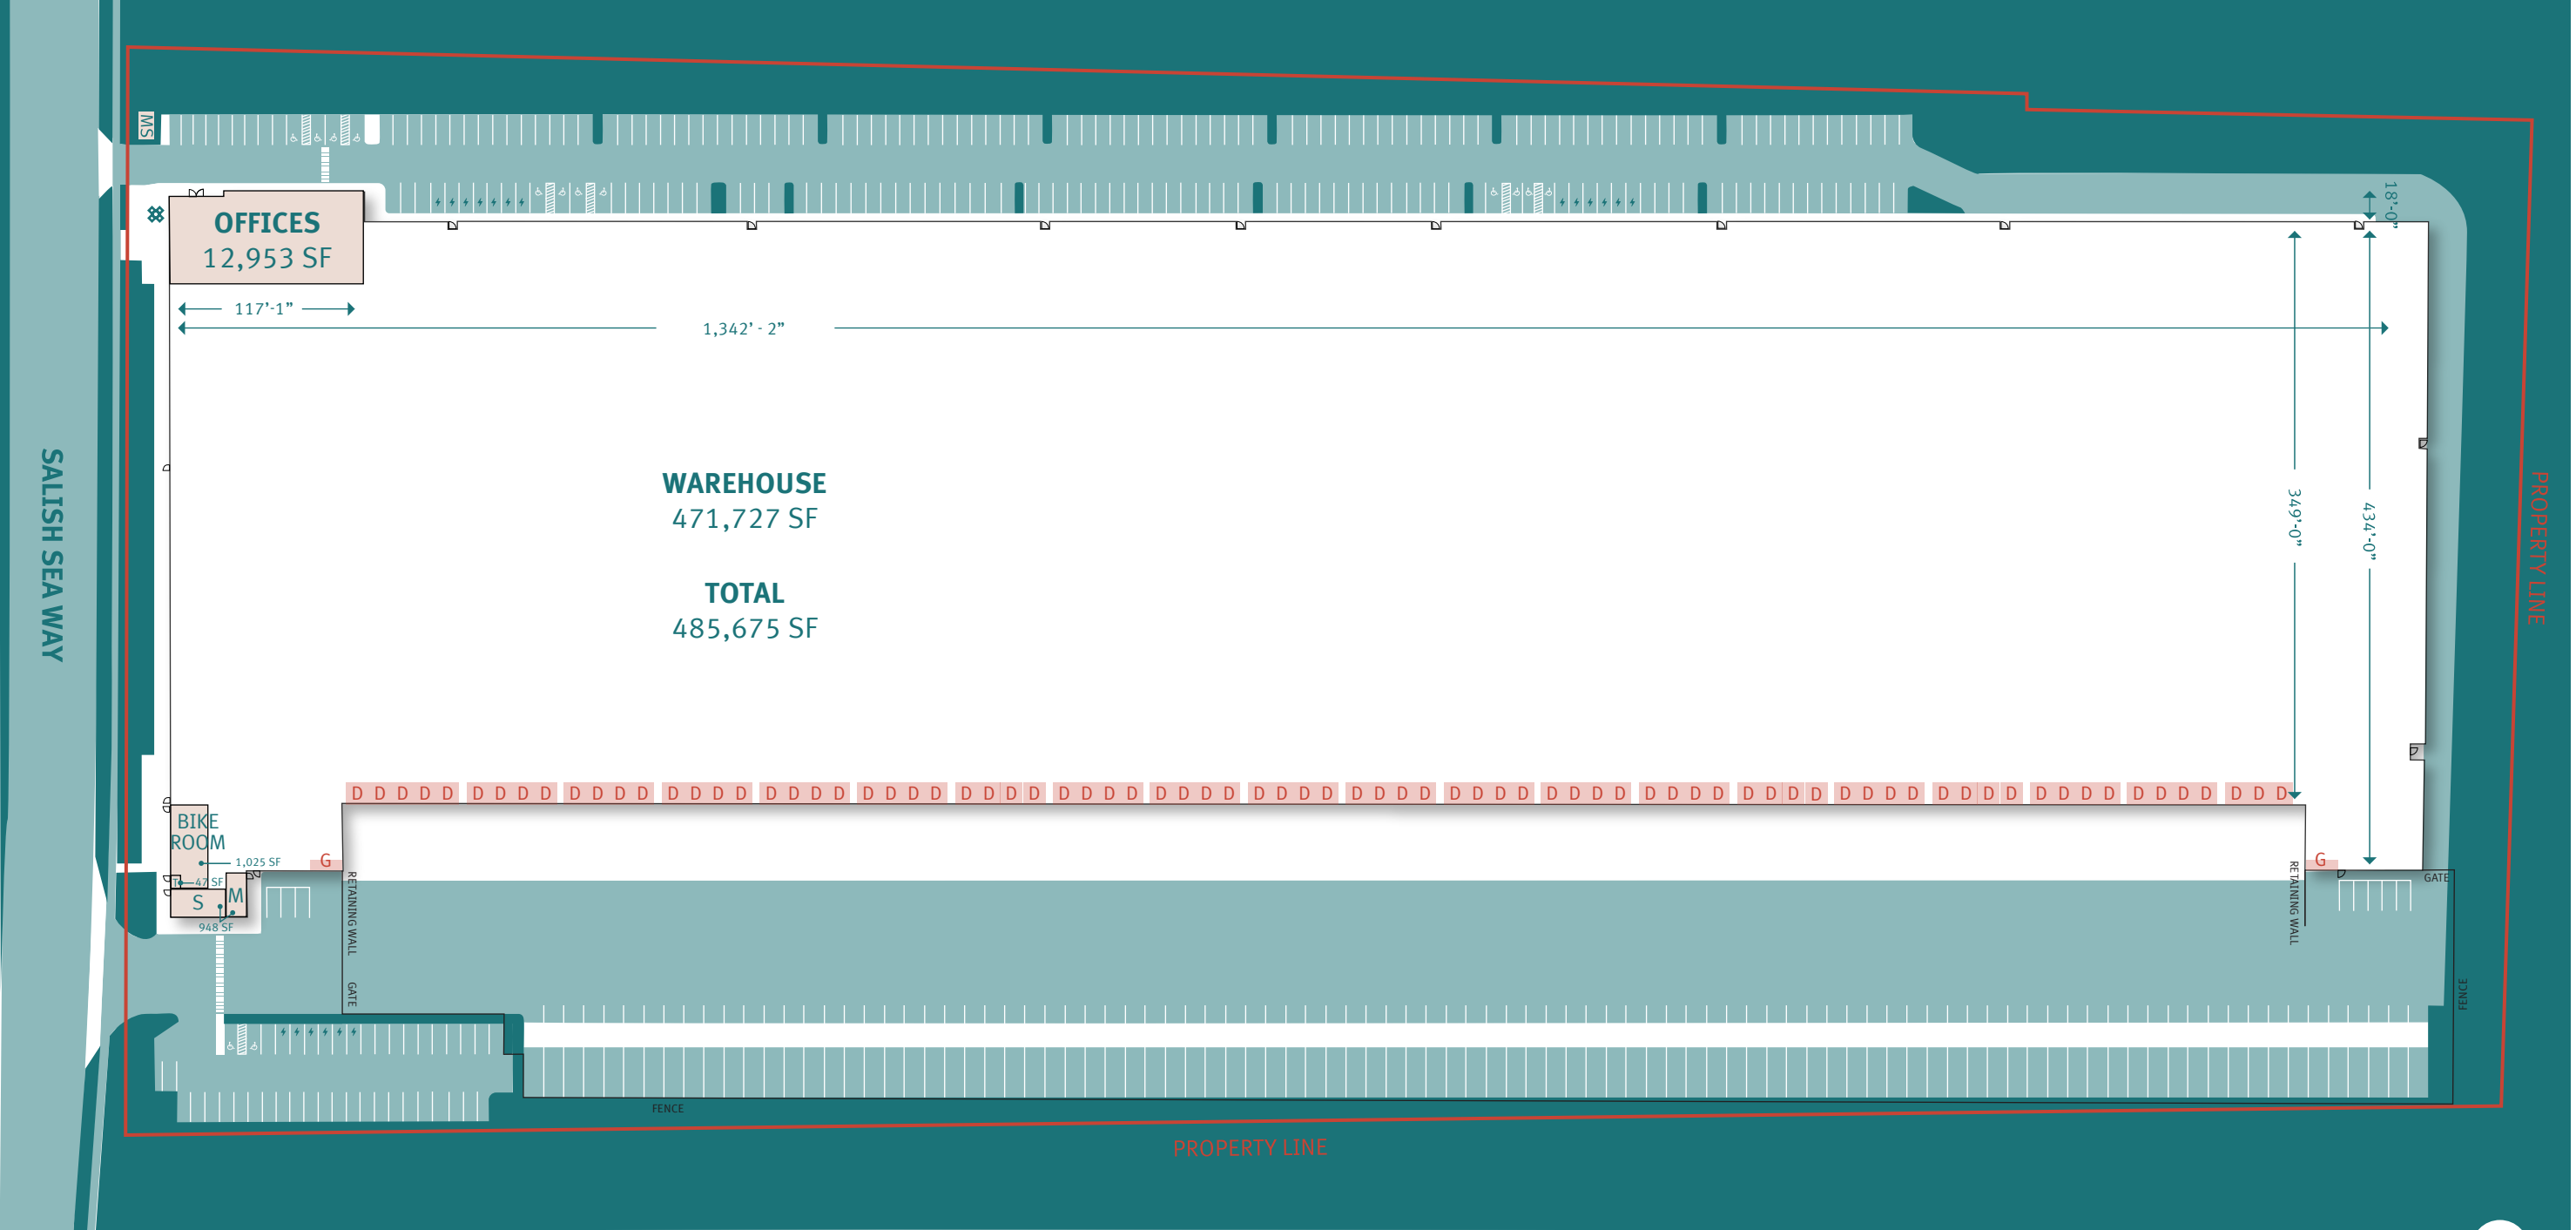 MS
18'-0"
OFFICES
12,953 SF
117'-1"
1,342' - 2"
SALISH SEA WAY
WAREHOUSE
471,727 SF
TOTAL
485,675 SF
349'-0"
434'-0"
PROPERTY LINE
D D D D D D D D D D D D D D D D D D D D D D D D D D D D D D D D D D D D D D D D D D D D D D D D D D D D D D D D D D D D D D D D D D D D D D D D D D D D
BIKE
ROOM
1,025 SF
G
G
47 SF
S
M
948 SF
RETAINING WALL
GATE
RETAINING WALL
GATE
FENCE
FENCE
PROPERTY LINE